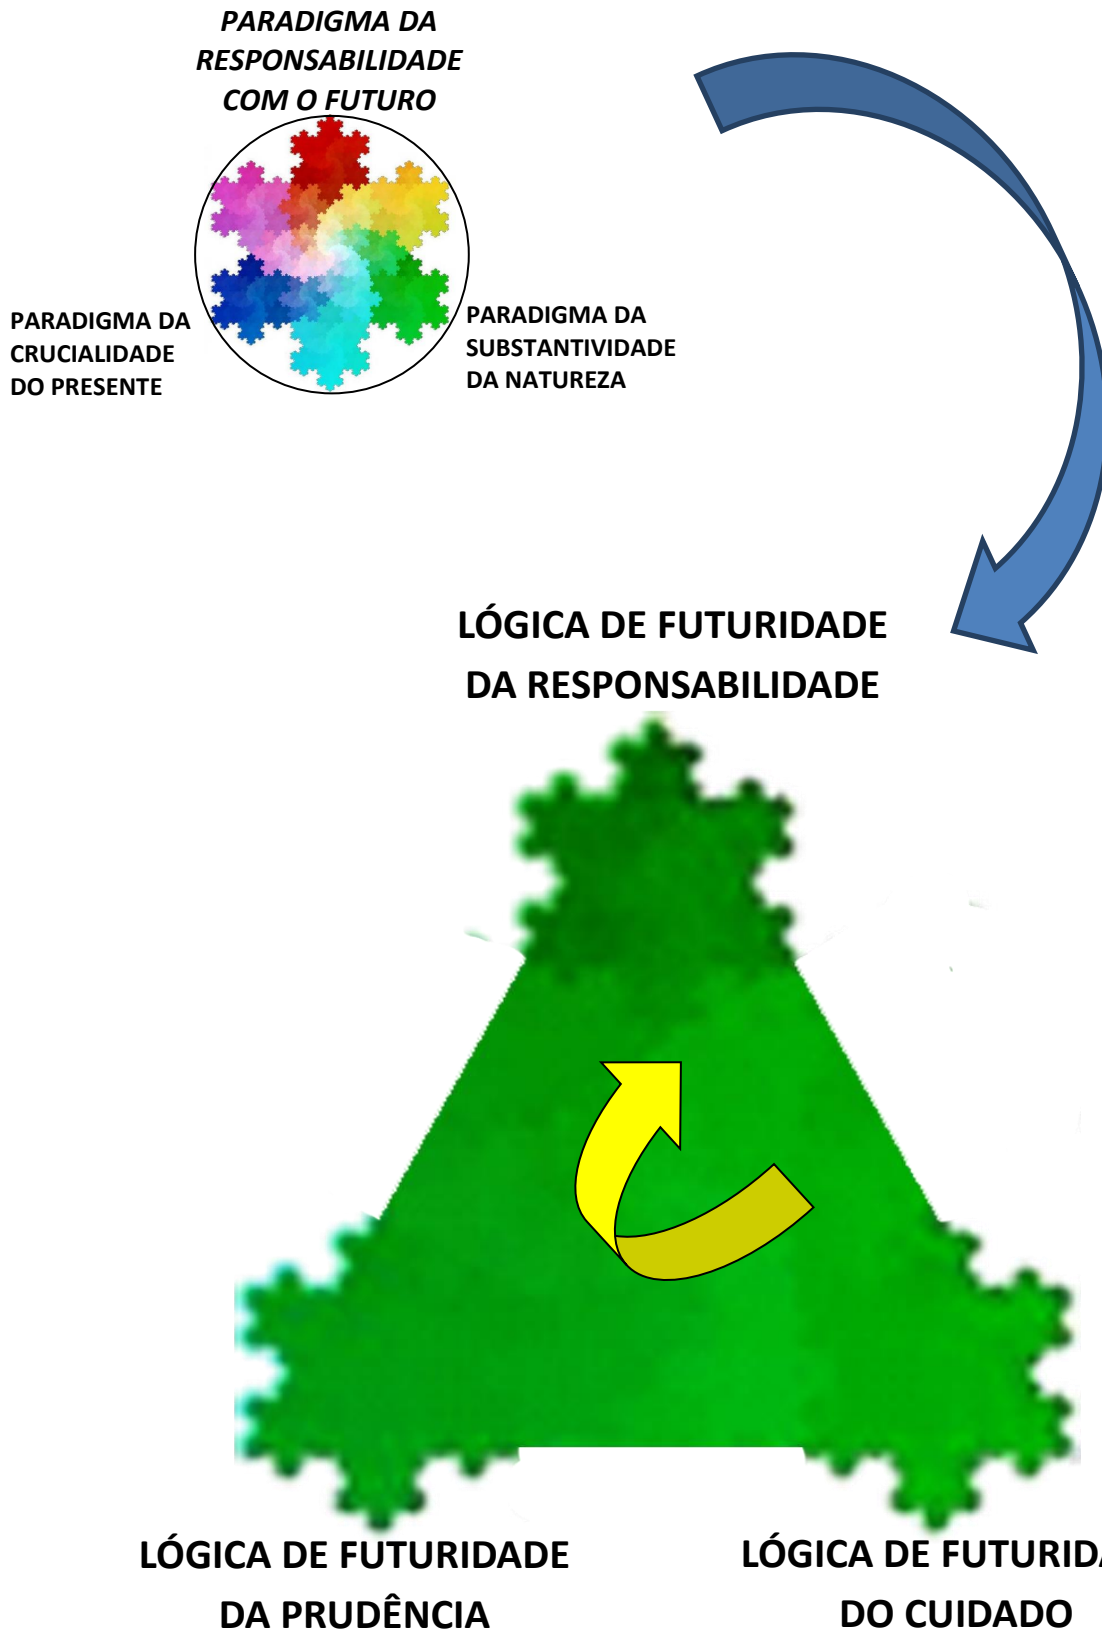 PARADIGMA DA
RESPONSABILIDADE
COM O FUTURO
PARADIGMA DA
CRUCIALIDADE
DO PRESENTE
PARADIGMA DA
SUBSTANTIVIDADE
DA NATUREZA
LÓGICA DE FUTURIDADE
DA RESPONSABILIDADE
LÓGICA DE FUTURIDADE
DA PRUDÊNCIA
LÓGICA DE
DO CUIDADO